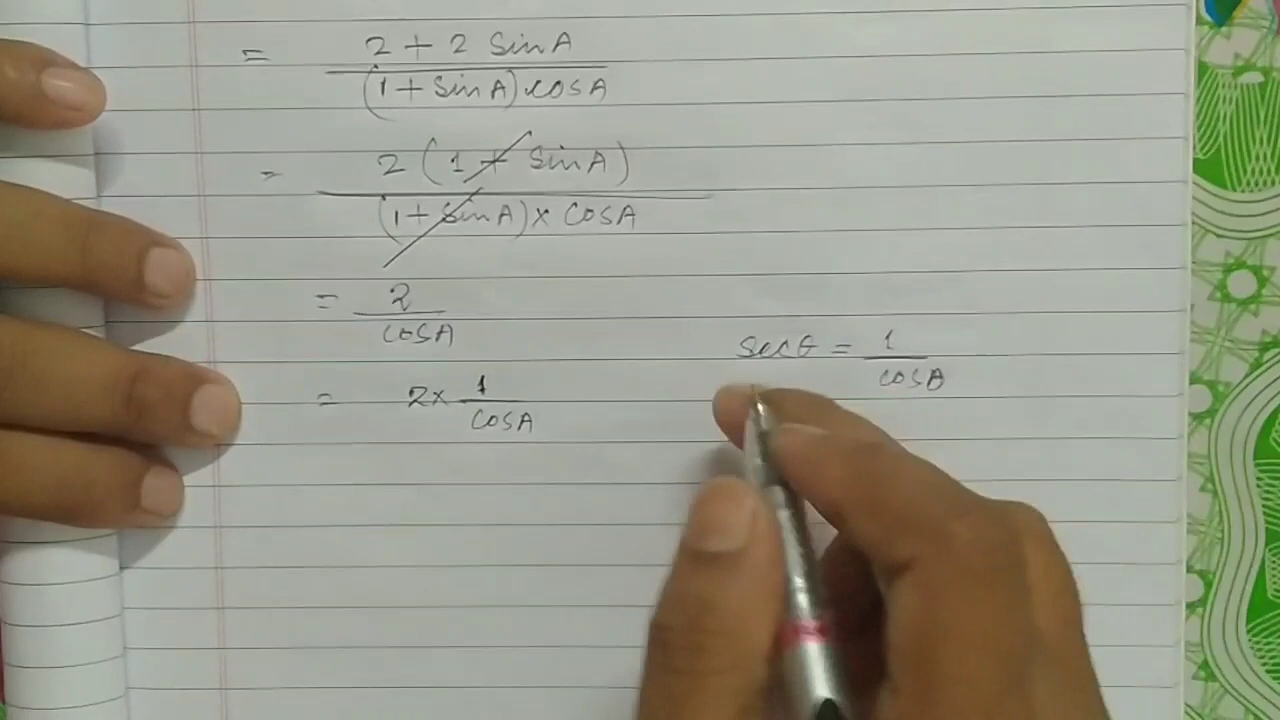 = 2 + 2 SinA / (1 + SinA) cosA
= 2 (1 + SinA) / (1 + SinA) × COSA
= 2 / COSA
secθ = 1 / COSθ
= 2 × 1 / COSA